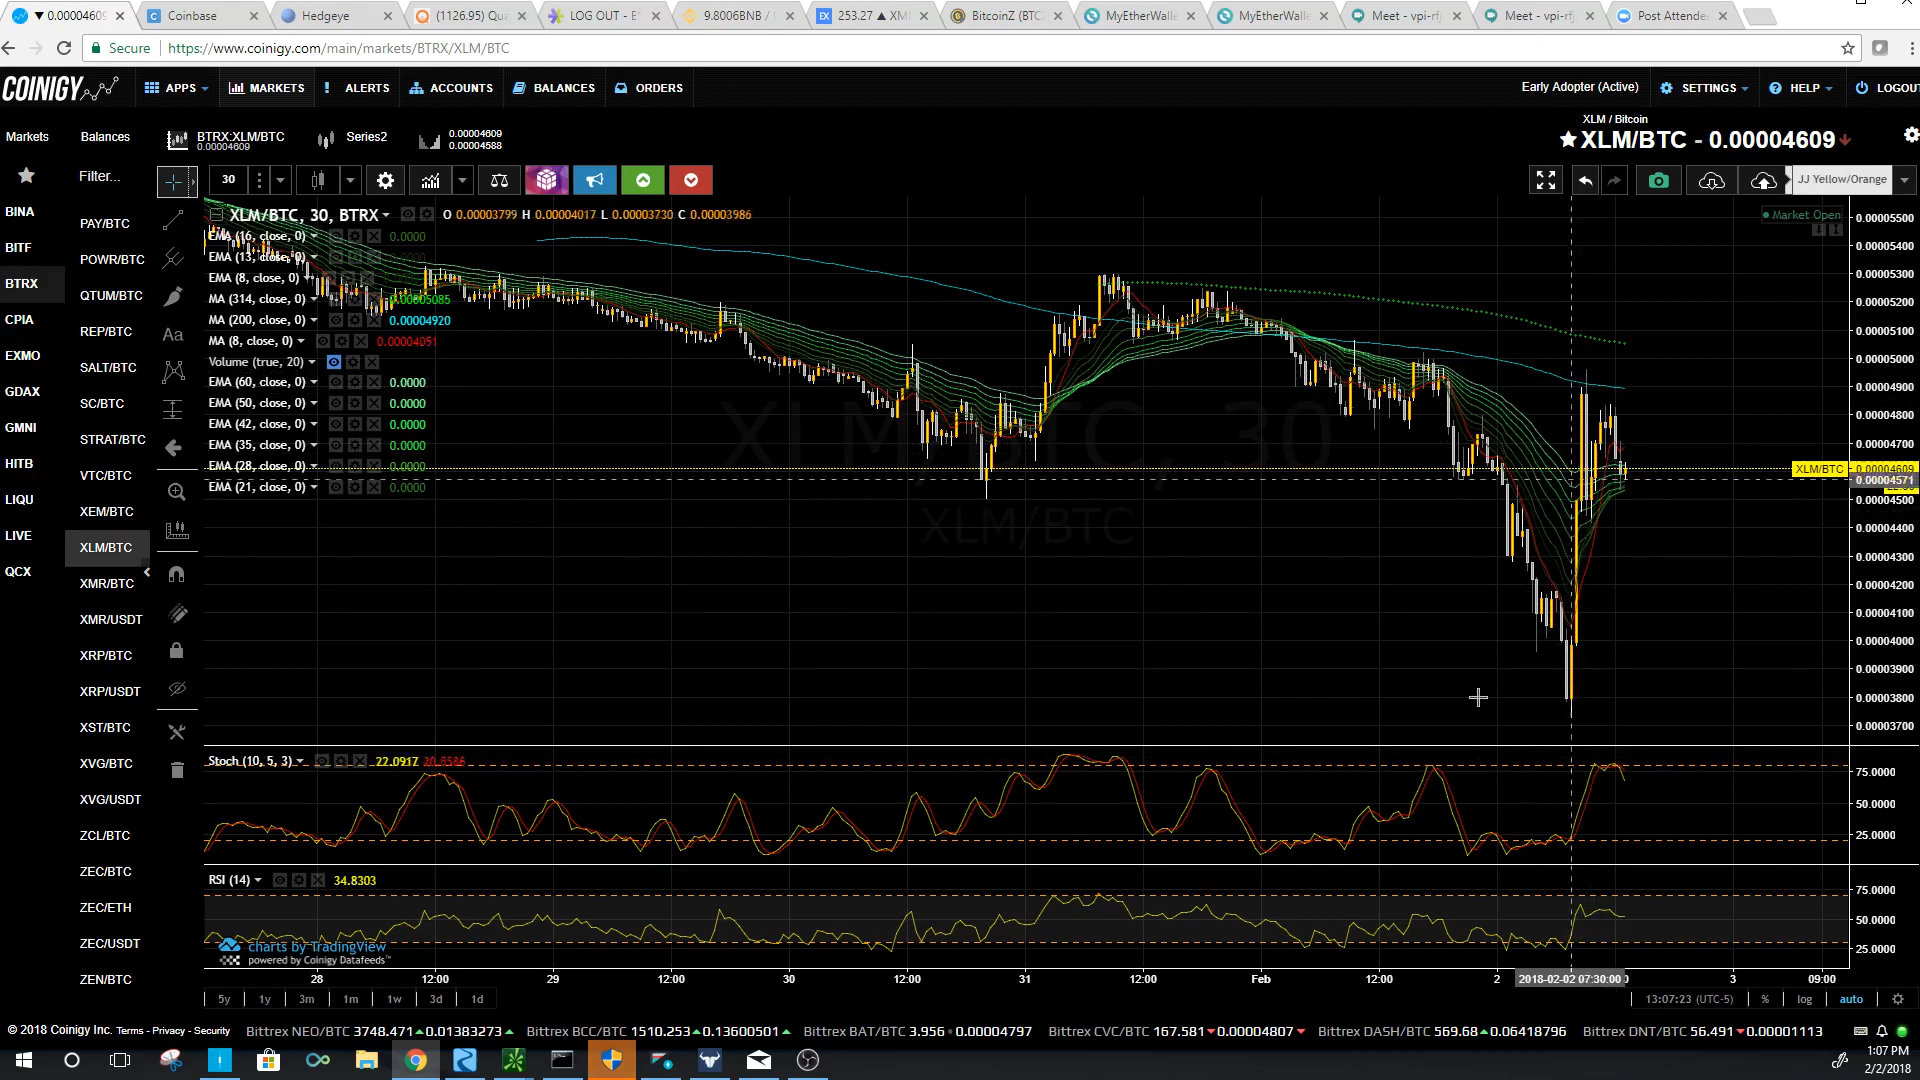 ▼ 0.00004609
Coinbase
Hedgeye
(1126.95) Qu
LOG OUT - E
9.8006BNB /
253.27 ▲ XM
BitcoinZ (BTC
MyEtherWalle
MyEtherWalle
Meet - vpi-rf
Meet - vpi-rf
Post Attende
Secure
https://www.coinigy.com/main/markets/BTRX/XLM/BTC
COINIGY
APPS
MARKETS
ALERTS
ACCOUNTS
BALANCES
ORDERS
Early Adopter (Active)
SETTINGS
HELP
LOGOUT
Markets
Balances
BTRX:XLM/BTC
0.00004609
Series2
0.00004609
0.00004588
XLM / Bitcoin
XLM/BTC - 0.00004609
Filter...
30
JJ Yellow/Orange
BINA
BITF
BTRX
CPIA
EXMO
GDAX
GMNI
HITB
LIQU
LIVE
QCX
PAY/BTC
POWR/BTC
QTUM/BTC
REP/BTC
SALT/BTC
SC/BTC
STRAT/BTC
VTC/BTC
XEM/BTC
XLM/BTC
XMR/BTC
XMR/USDT
XRP/BTC
XRP/USDT
XST/BTC
XVG/BTC
XVG/USDT
ZCL/BTC
ZEC/BTC
ZEC/ETH
ZEC/USDT
ZEN/BTC
Aa
XLM/BTC, 30, BTRX
O 0.00003799 H 0.00004017 L 0.00003730 C 0.00003986
EMA (16, close, 0) 0.0000
EMA (13, close, 0) 0.0000
EMA (8, close, 0)
MA (314, close, 0) 0.00005085
MA (200, close, 0) 0.00004920
MA (8, close, 0) 0.00004051
Volume (true, 20)
EMA (60, close, 0) 0.0000
EMA (50, close, 0) 0.0000
EMA (42, close, 0) 0.0000
EMA (35, close, 0) 0.0000
EMA (28, close, 0) 0.0000
EMA (21, close, 0) 0.0000
XLM/BTC, 30
XLM/BTC
Market Open
0.00005500
0.00005400
0.00005300
0.00005200
0.00005100
0.00005000
0.00004900
0.00004800
0.00004700
XLM/BTC 0.00004609
0.00004571
0.00004500
0.00004400
0.00004300
0.00004200
0.00004100
0.00004000
0.00003900
0.00003800
0.00003700
Stoch (10, 5, 3) 22.0917 20.8586
75.0000
50.0000
25.0000
RSI (14) 34.8303
75.0000
50.0000
25.0000
charts by TradingView
powered by Coinigy Datafeeds™
28
12:00
29
12:00
30
12:00
31
12:00
Feb
12:00
2
2018-02-02 07:30:00
3
09:00
5y
1y
3m
1m
1w
3d
1d
13:07:23 (UTC-5)
%
log
auto
© 2018 Coinigy Inc. Terms - Privacy - Security
Bittrex NEO/BTC 3748.471 0.01383273
Bittrex BCC/BTC 1510.253 0.13600501
Bittrex BAT/BTC 3.956 0.00004797
Bittrex CVC/BTC 167.581 0.00004807
Bittrex DASH/BTC 569.68 0.06418796
Bittrex DNT/BTC 56.491 0.00001113
1:07 PM
2/2/2018